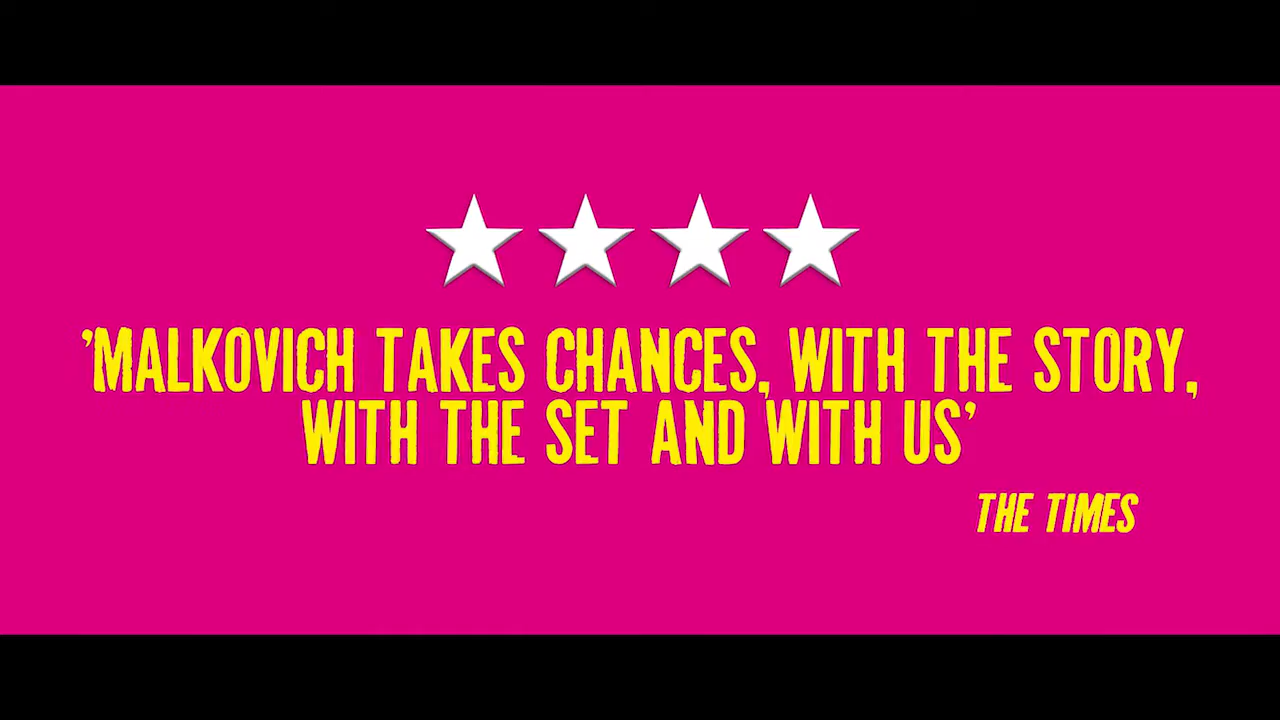 ’MALKOVICH TAKES CHANCES, WITH THE STORY,
WITH THE SET AND WITH US’
THE TIMES